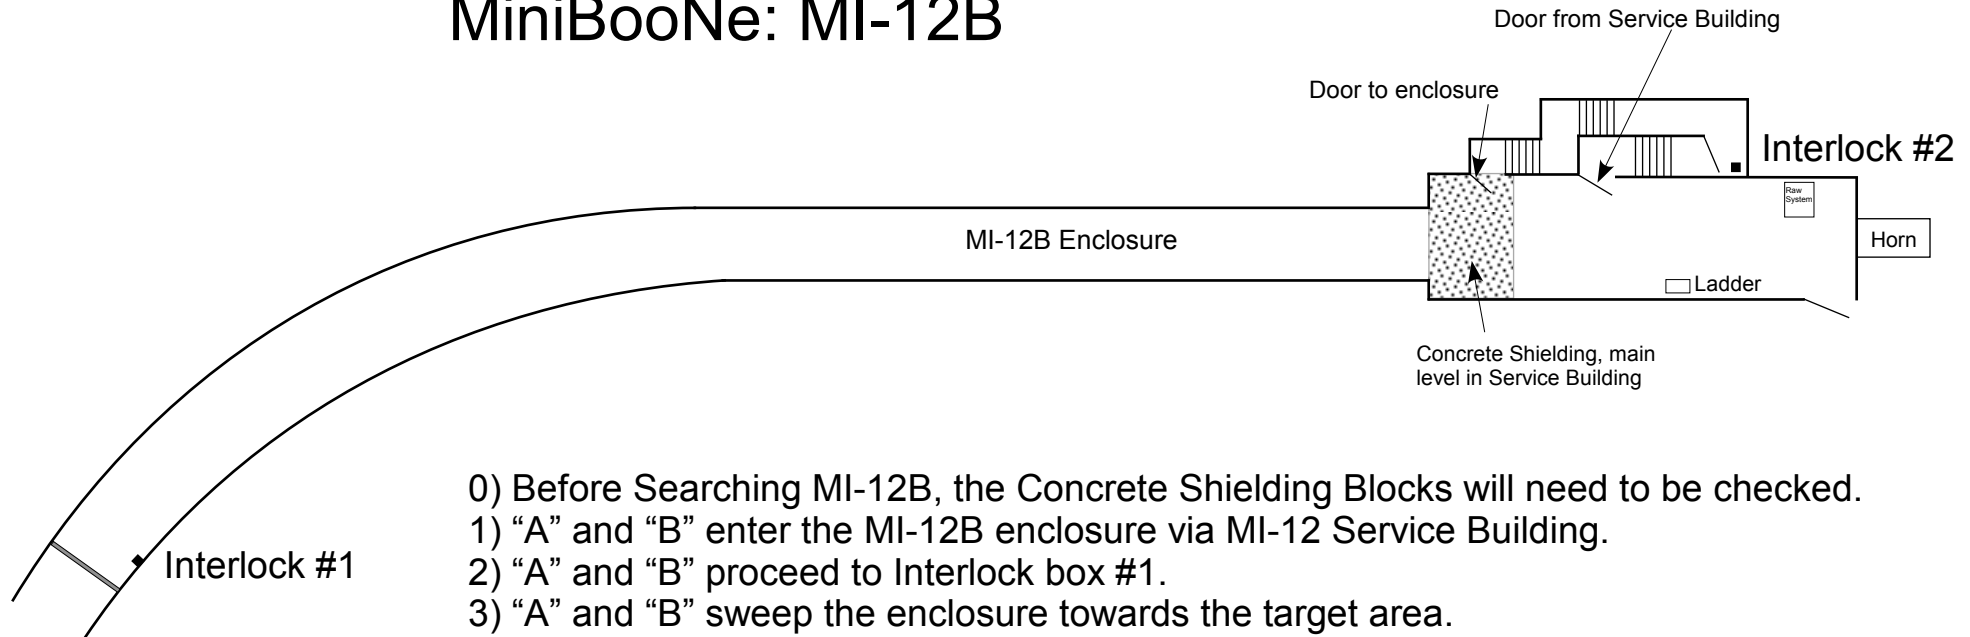 MiniBooNe: MI-12B
Door from Service Building
Door to enclosure
Interlock #2
Raw
System
MI-12B Enclosure
Horn
Ladder
Concrete Shielding, main
level in Service Building
Interlock #1
0) Before Searching MI-12B, the Concrete Shielding Blocks will need to be checked.
1) “A” and “B” enter the MI-12B enclosure via MI-12 Service Building.
2) “A” and “B” proceed to Interlock box #1.
3) “A” and “B” sweep the enclosure towards the target area.